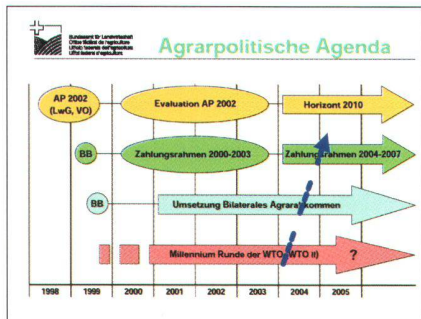 Bundesamt für Landwirtschaft
Office fédéral de l'agriculture
Ufficio federale dell'agricoltura
Uffizi federal d'agricultura
Agrarpolitische Agenda
AP 2002
(LwG, VO)
Evaluation AP 2002
Horizont 2010
BB
Zahlungsrahmen 2000-2003
Zahlungsrahmen 2004-2007
BB
Umsetzung Bilaterales Agrarabkommen
Millennium Runde der WTO (WTO II)
?
1998
1999
2000
2001
2002
2003
2004
2005